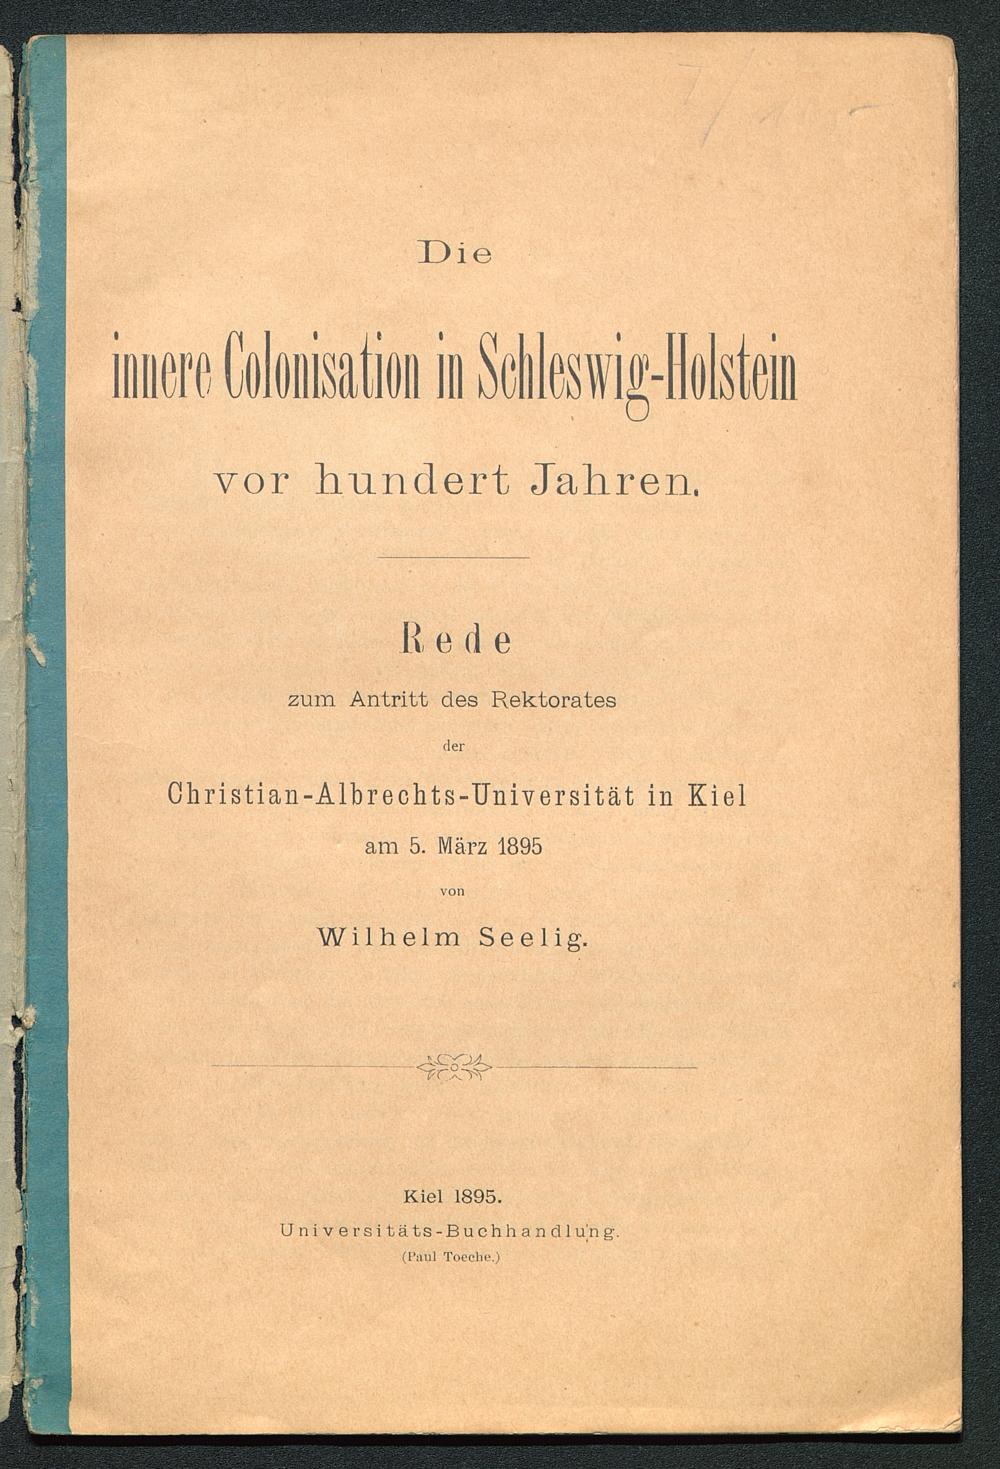 Die
innere Colonisation in Schleswig-Holstein
vor hundert Jahren.
Rede
zum Antritt des Rektorates
der
Christian-Albrechts-Universität in Kiel
am 5. März 1895
von
Wilhelm Seelig.
Kiel 1895.
Universitäts-Buchhandlung.
(Paul Toeche.)